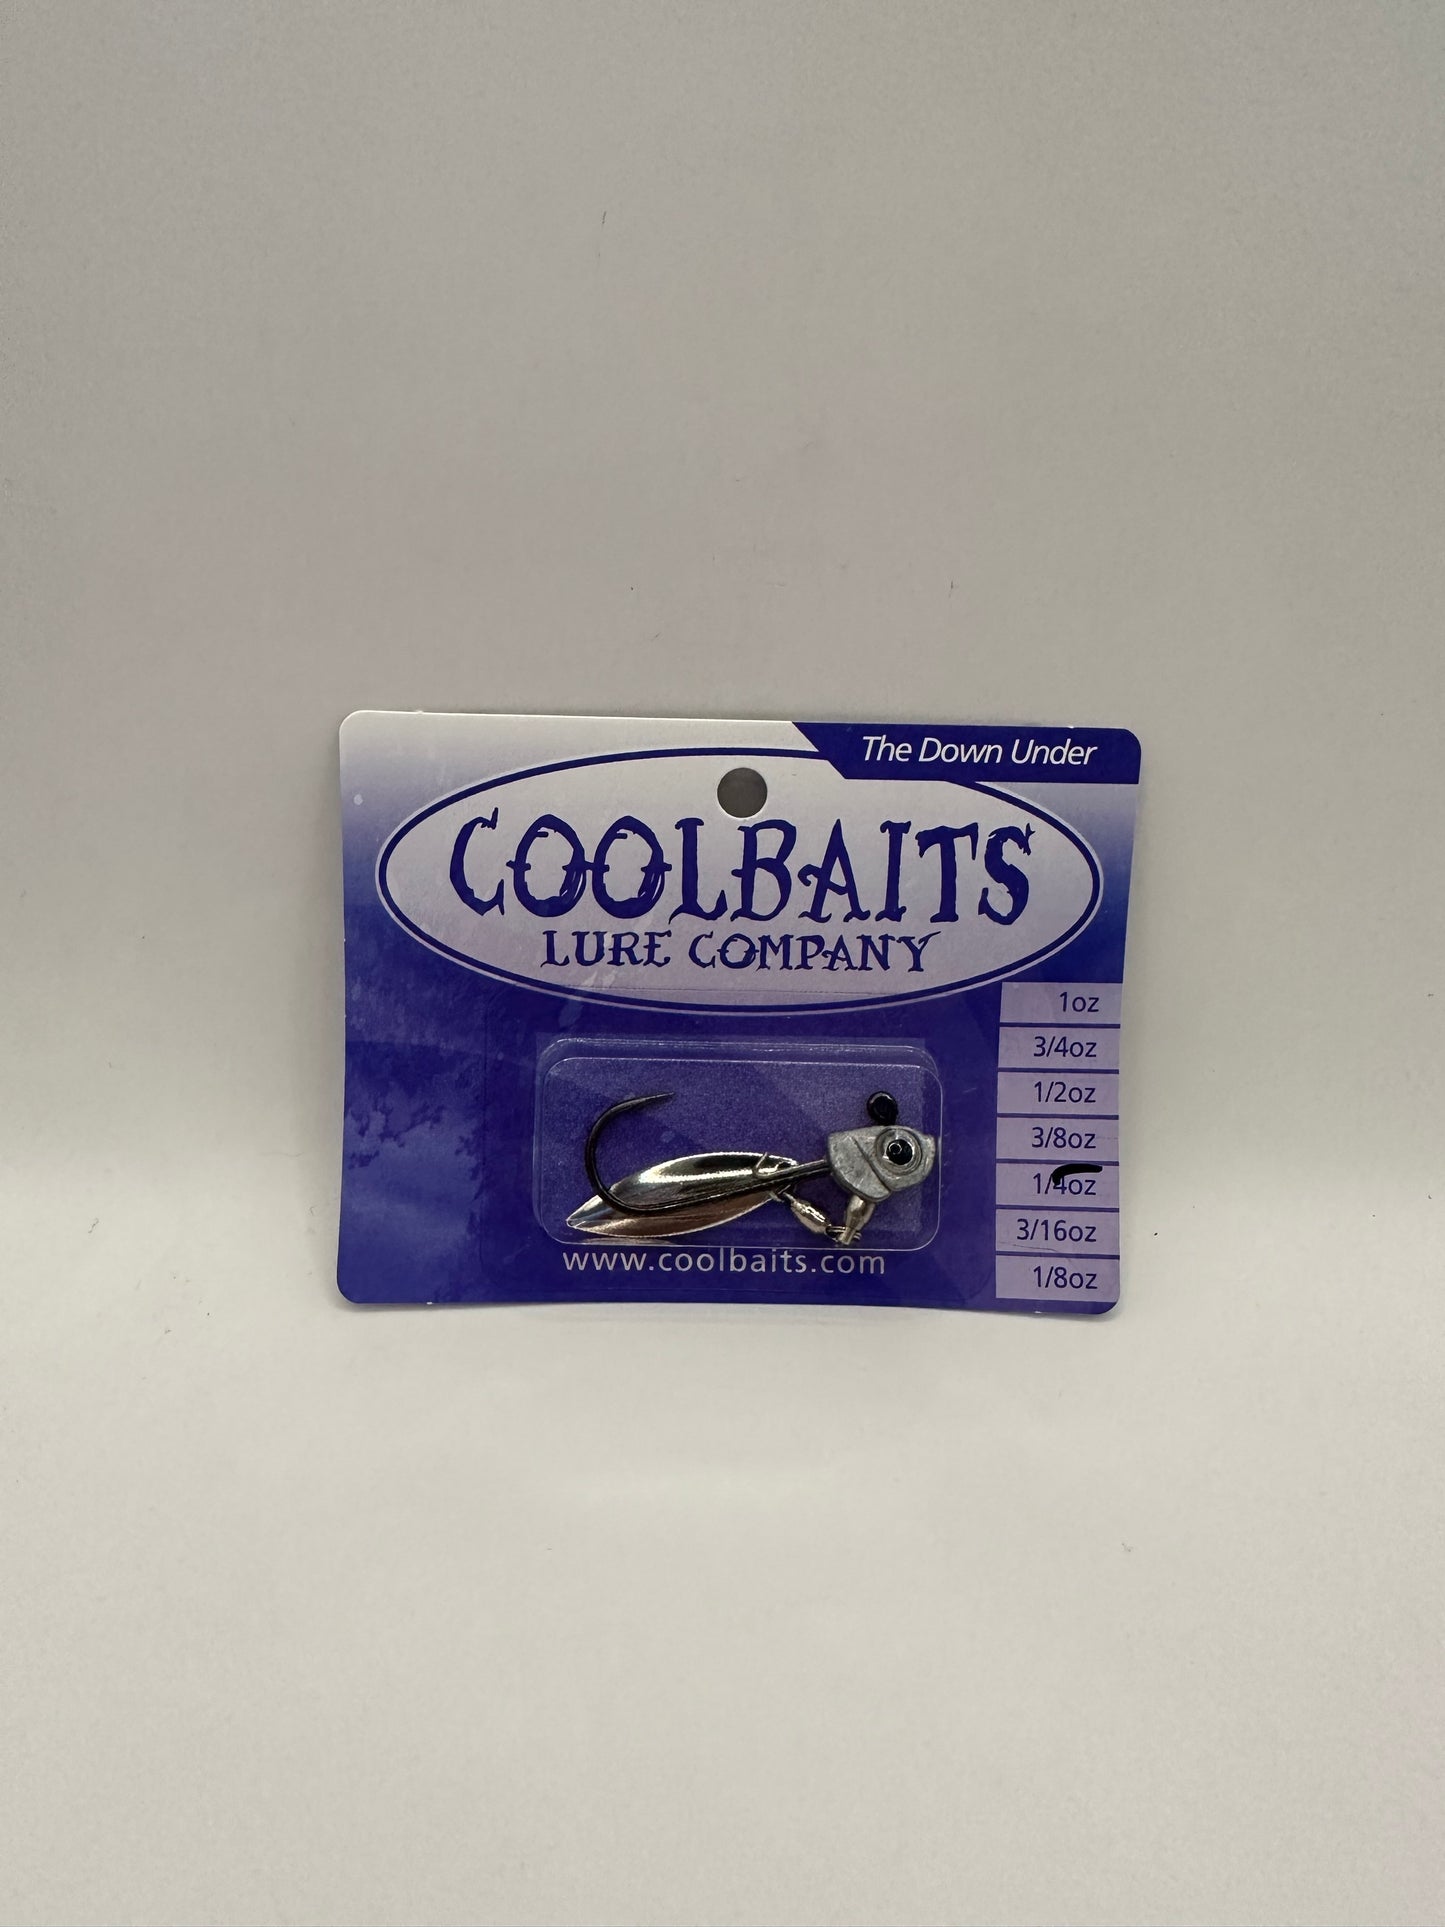 The Down Under
COOLBAITS
LURE COMPANY
1oz
3/4oz
1/2oz
3/8oz
1/4oz
3/16oz
1/8oz
www.coolbaits.com